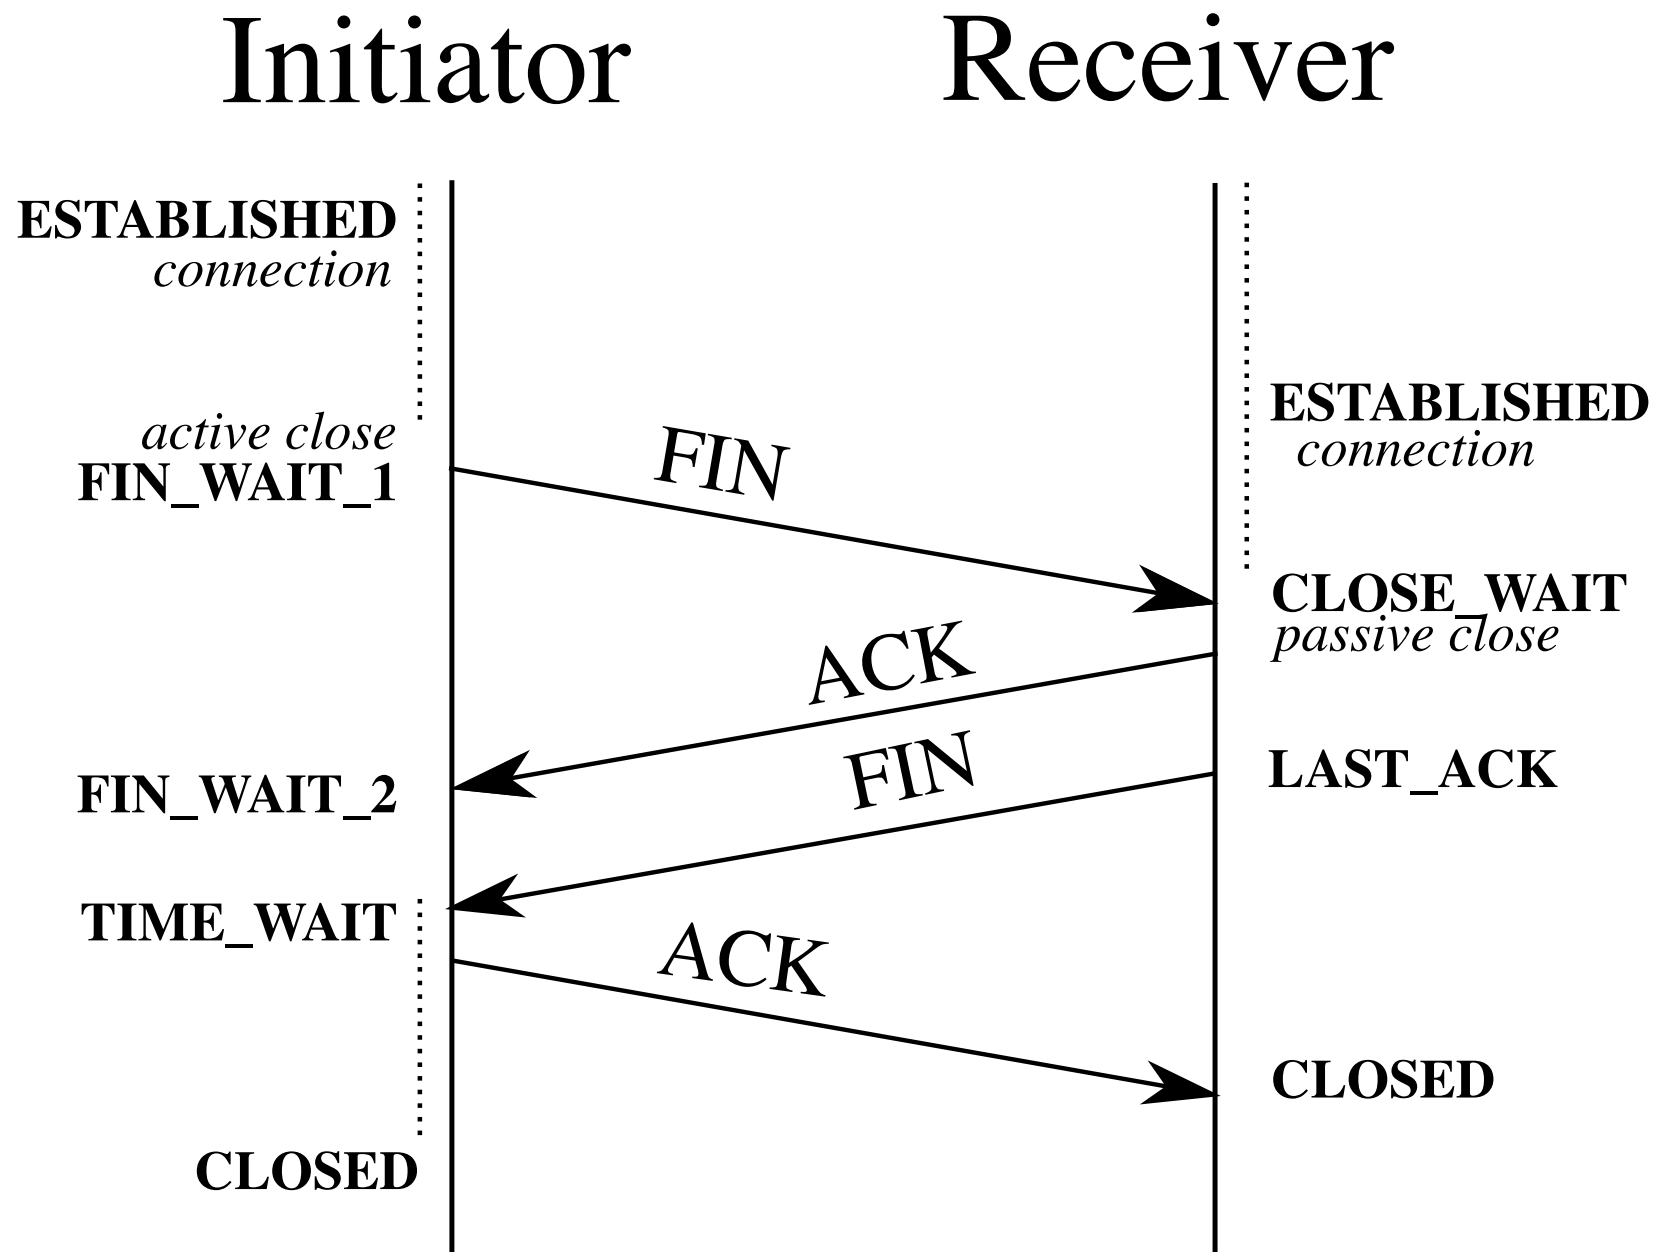 Initiator
Receiver
ESTABLISHED
connection
active close
FIN_WAIT_1
FIN
ESTABLISHED
connection
CLOSE_WAIT
passive close
ACK
FIN_WAIT_2
FIN
LAST_ACK
TIME_WAIT
ACK
CLOSED
CLOSED